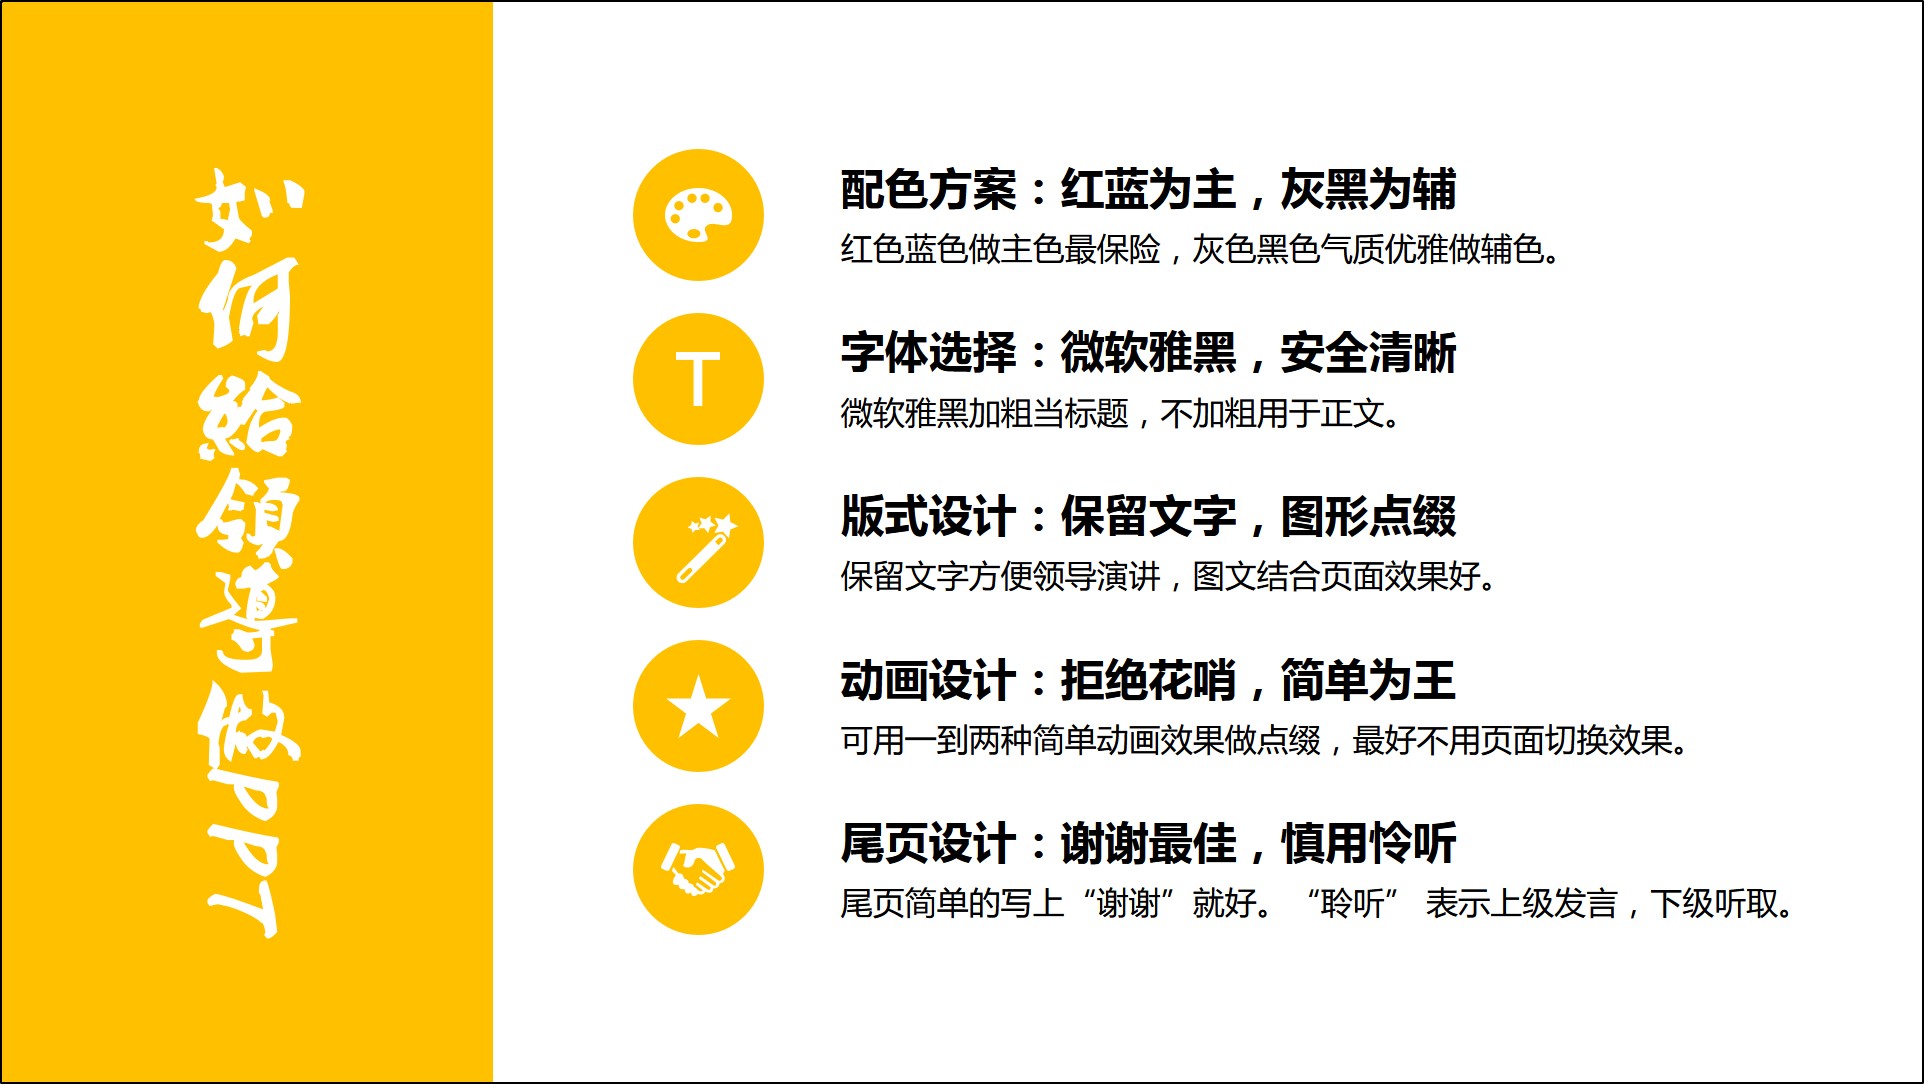 如何給領導做PPT
配色方案：红蓝为主，灰黑为辅
红色蓝色做主色最保险，灰色黑色气质优雅做辅色。
T
字体选择：微软雅黑，安全清晰
微软雅黑加粗当标题，不加粗用于正文。
版式设计：保留文字，图形点缀
保留文字方便领导演讲，图文结合页面效果好。
动画设计：拒绝花哨，简单为王
可用一到两种简单动画效果做点缀，最好不用页面切换效果。
尾页设计：谢谢最佳，慎用怜听
尾页简单的写上“谢谢”就好。“聆听” 表示上级发言，下级听取。